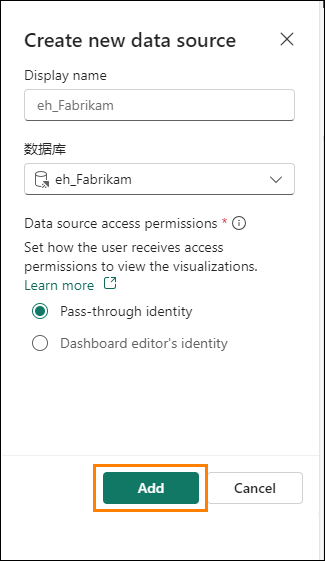 Create new data source
Display name
eh_Fabrikam
数据库
eh_Fabrikam
Data source access permissions *
Set how the user receives access
permissions to view the visualizations.
Learn more
Pass-through identity
Dashboard editor's identity
Add
Cancel